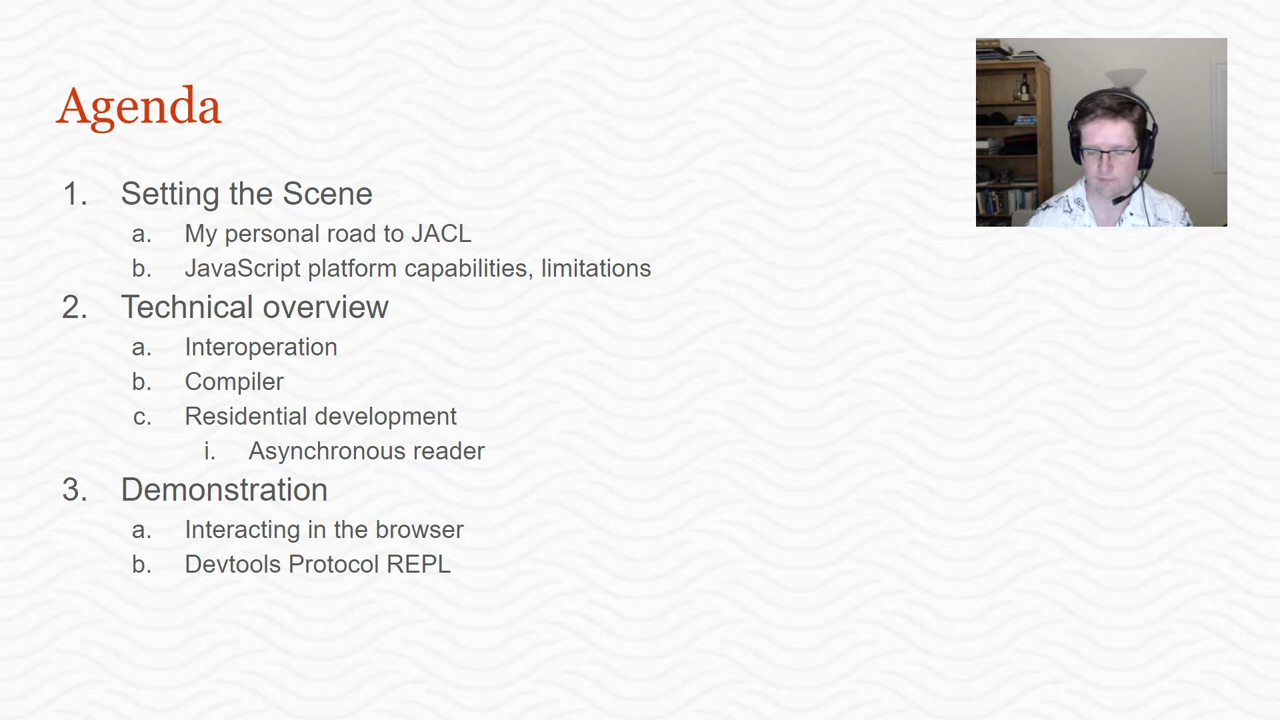 Agenda
1. Setting the Scene
a. My personal road to JACL
b. JavaScript platform capabilities, limitations
2. Technical overview
a. Interoperation
b. Compiler
c. Residential development
i. Asynchronous reader
3. Demonstration
a. Interacting in the browser
b. Devtools Protocol REPL